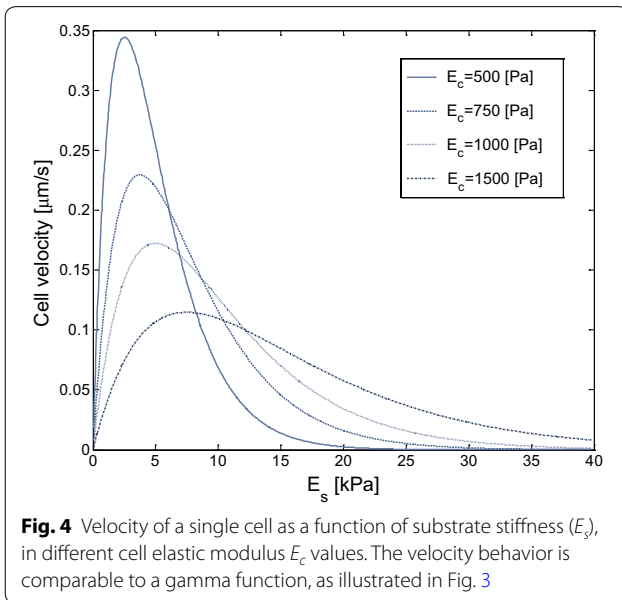 0.35
0.3
0.25
0.2
0.15
0.1
0.05
0
Cell velocity [μm/s]
E_c=500 [Pa]
E_c=750 [Pa]
E_c=1000 [Pa]
E_c=1500 [Pa]
0 5 10 15 20 25 30 35 40
E_s [kPa]
Fig. 4 Velocity of a single cell as a function of substrate stiffness (E_s),
in different cell elastic modulus E_c values. The velocity behavior is
comparable to a gamma function, as illustrated in Fig. 3